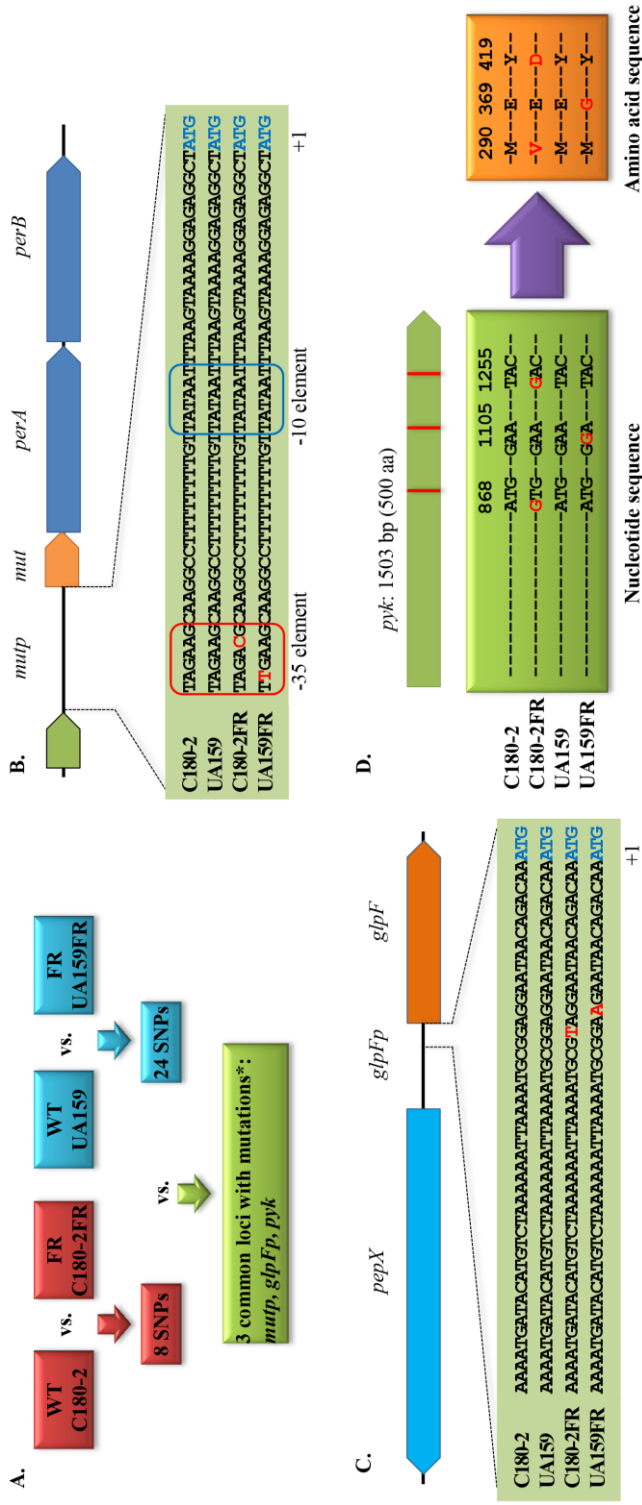 A.
WT
C180-2
vs.
FR
C180-2FR
WT
UA159
vs.
FR
UA159FR
8 SNPs
vs.
24 SNPs
3 common loci with mutations*:
mutp, glpFp, pyk
B.
mutp
mut
perA
perB
C180-2 TAGAAGCAAGGCCTTTTTTTTGTTATAATTTAAGTAAAAGGAGAGGCTATG
UA159 TAGAAGCAAGGCCTTTTTTTTGTTATAATTTAAGTAAAAGGAGAGGCTATG
C180-2FR TAGACGCAAGGCCTTTTTTTTGTTATAATTTAAGTAAAAGGAGAGGCTATG
UA159FR TTGAAGCAAGGCCTTTTTTTTGTTATAATTTAAGTAAAAGGAGAGGCTATG
-35 element
-10 element
+1
C.
pepX
glpFp
glpF
C180-2 AAAATGATACATGTCTAAAAAATTAAAATGCGGAGGAATAACAGACAAATG
UA159 AAAATGATACATGTCTAAAAAATTAAAATGCGGAGGAATAACAGACAAATG
C180-2FR AAAATGATACATGTCTAAAAAATTAAAATGCGTAGGAATAACAGACAAATG
UA159FR AAAATGATACATGTCTAAAAAATTAAAATGCGGAAGAATAACAGACAAATG
+1
D.
pyk: 1503 bp (500 aa)
868 1105 1255
C180-2 --------------ATG--GAA---TAC--
C180-2FR --------------GTG--GAA---GAC--
UA159 --------------ATG--GAA---TAC--
UA159FR --------------ATG--GGA---TAC--
Nucleotide sequence
290 369 419
-M---E---Y--
-V---E---D--
-M---E---Y--
-M---G---Y--
Amino acid sequence